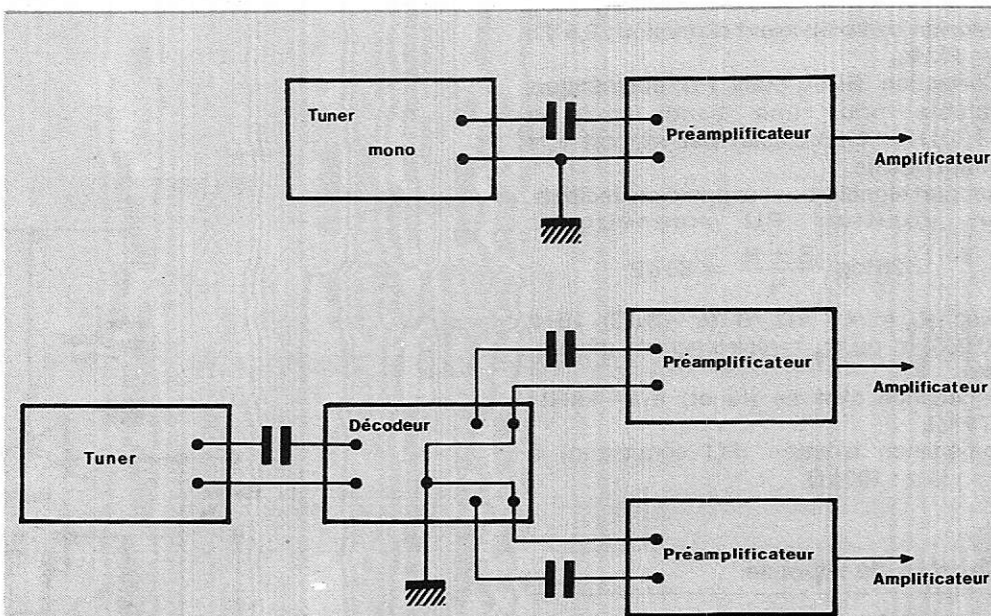 Tuner
mono
Préamplificateur
Amplificateur
Préamplificateur
Amplificateur
Décodeur
Tuner
Préamplificateur
Amplificateur